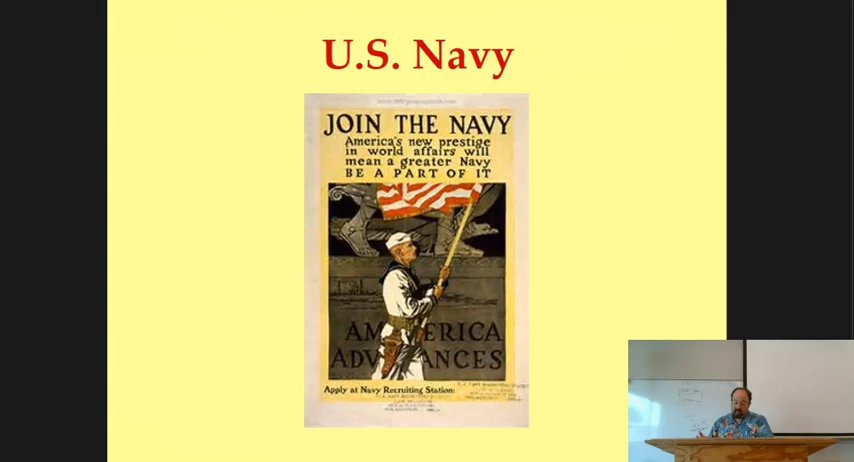 U.S. Navy
JOIN THE NAVY
America's new prestige
in world affairs will
mean a greater Navy
BE A PART OF IT
AMERICA
ADVANCES
Apply at Navy Recruiting Station: